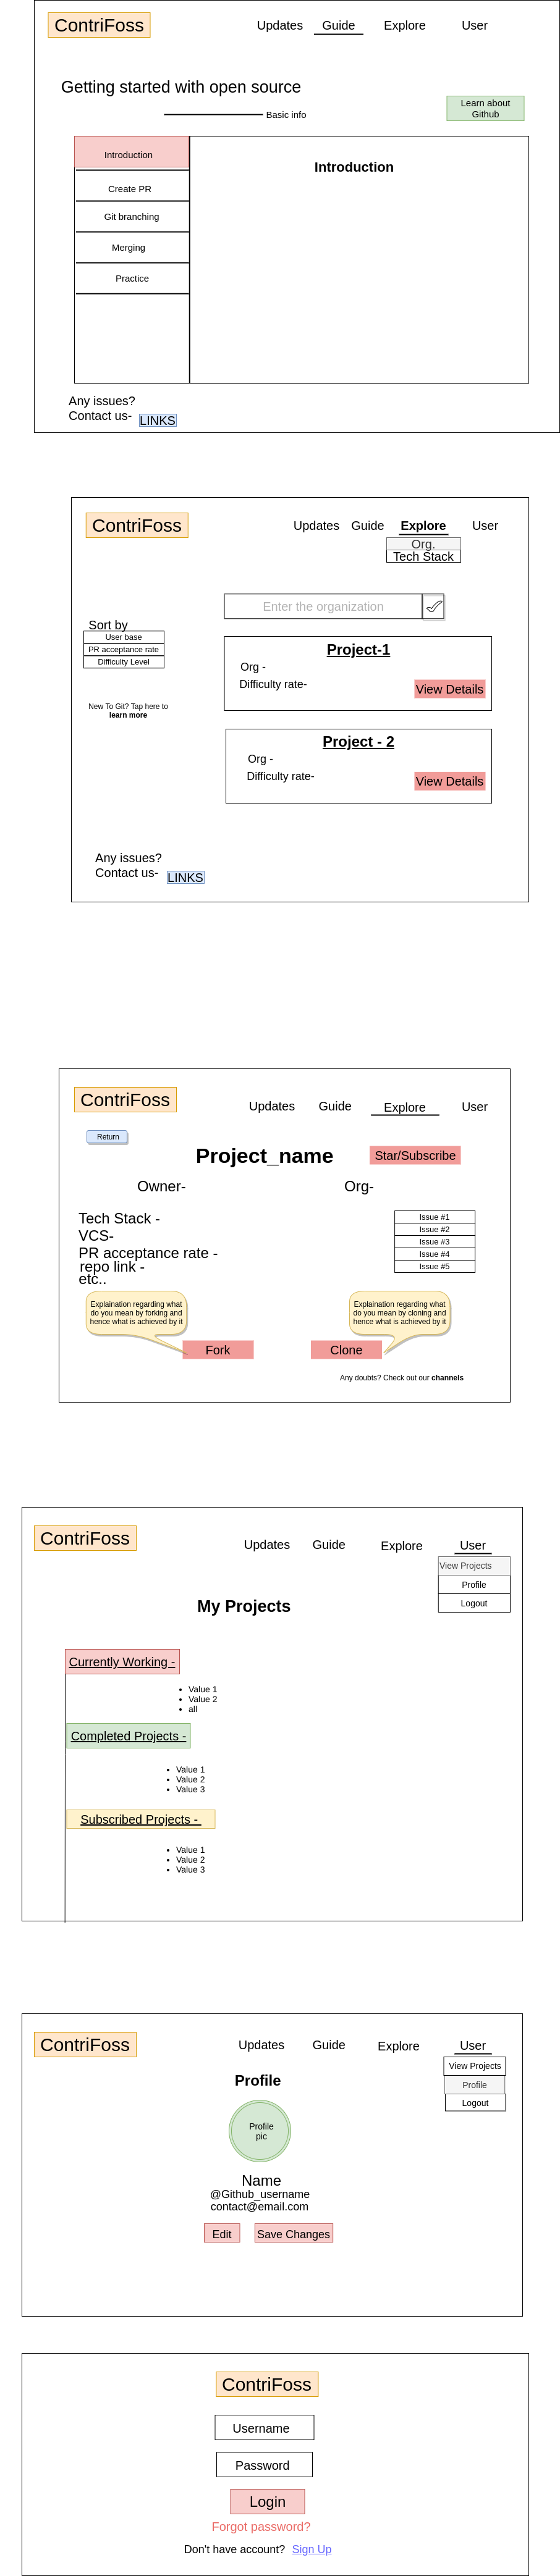 ContriFoss
Updates
Guide
Explore
User
Getting started with open source
Basic info
Learn about
Github
Introduction
Create PR
Git branching
Merging
Practice
Introduction
Any issues?
Contact us-
LINKS
ContriFoss
Updates
Guide
Explore
User
Org.
Tech Stack
Enter the organization
Sort by
User base
PR acceptance rate
Difficulty Level
New To Git? Tap here to
learn more
Project-1
Org -
Difficulty rate-
View Details
Project - 2
Org -
Difficulty rate-
View Details
Any issues?
Contact us-
LINKS
ContriFoss
Updates
Guide
Explore
User
Return
Project_name
Star/Subscribe
Owner-
Org-
Tech Stack -
VCS-
PR acceptance rate -
repo link -
etc..
Issue #1
Issue #2
Issue #3
Issue #4
Issue #5
Explaination regarding what
do you mean by forking and
hence what is achieved by it
Fork
Explaination regarding what
do you mean by cloning and
hence what is achieved by it
Clone
Any doubts? Check out our channels
ContriFoss
Updates
Guide
Explore
User
View Projects
Profile
Logout
My Projects
Currently Working -
• Value 1
• Value 2
• all
Completed Projects -
• Value 1
• Value 2
• Value 3
Subscribed Projects -
• Value 1
• Value 2
• Value 3
ContriFoss
Updates
Guide
Explore
User
View Projects
Profile
Logout
Profile
Profile
pic
Name
@Github_username
contact@email.com
Edit
Save Changes
ContriFoss
Username
Password
Login
Forgot password?
Don't have account? Sign Up